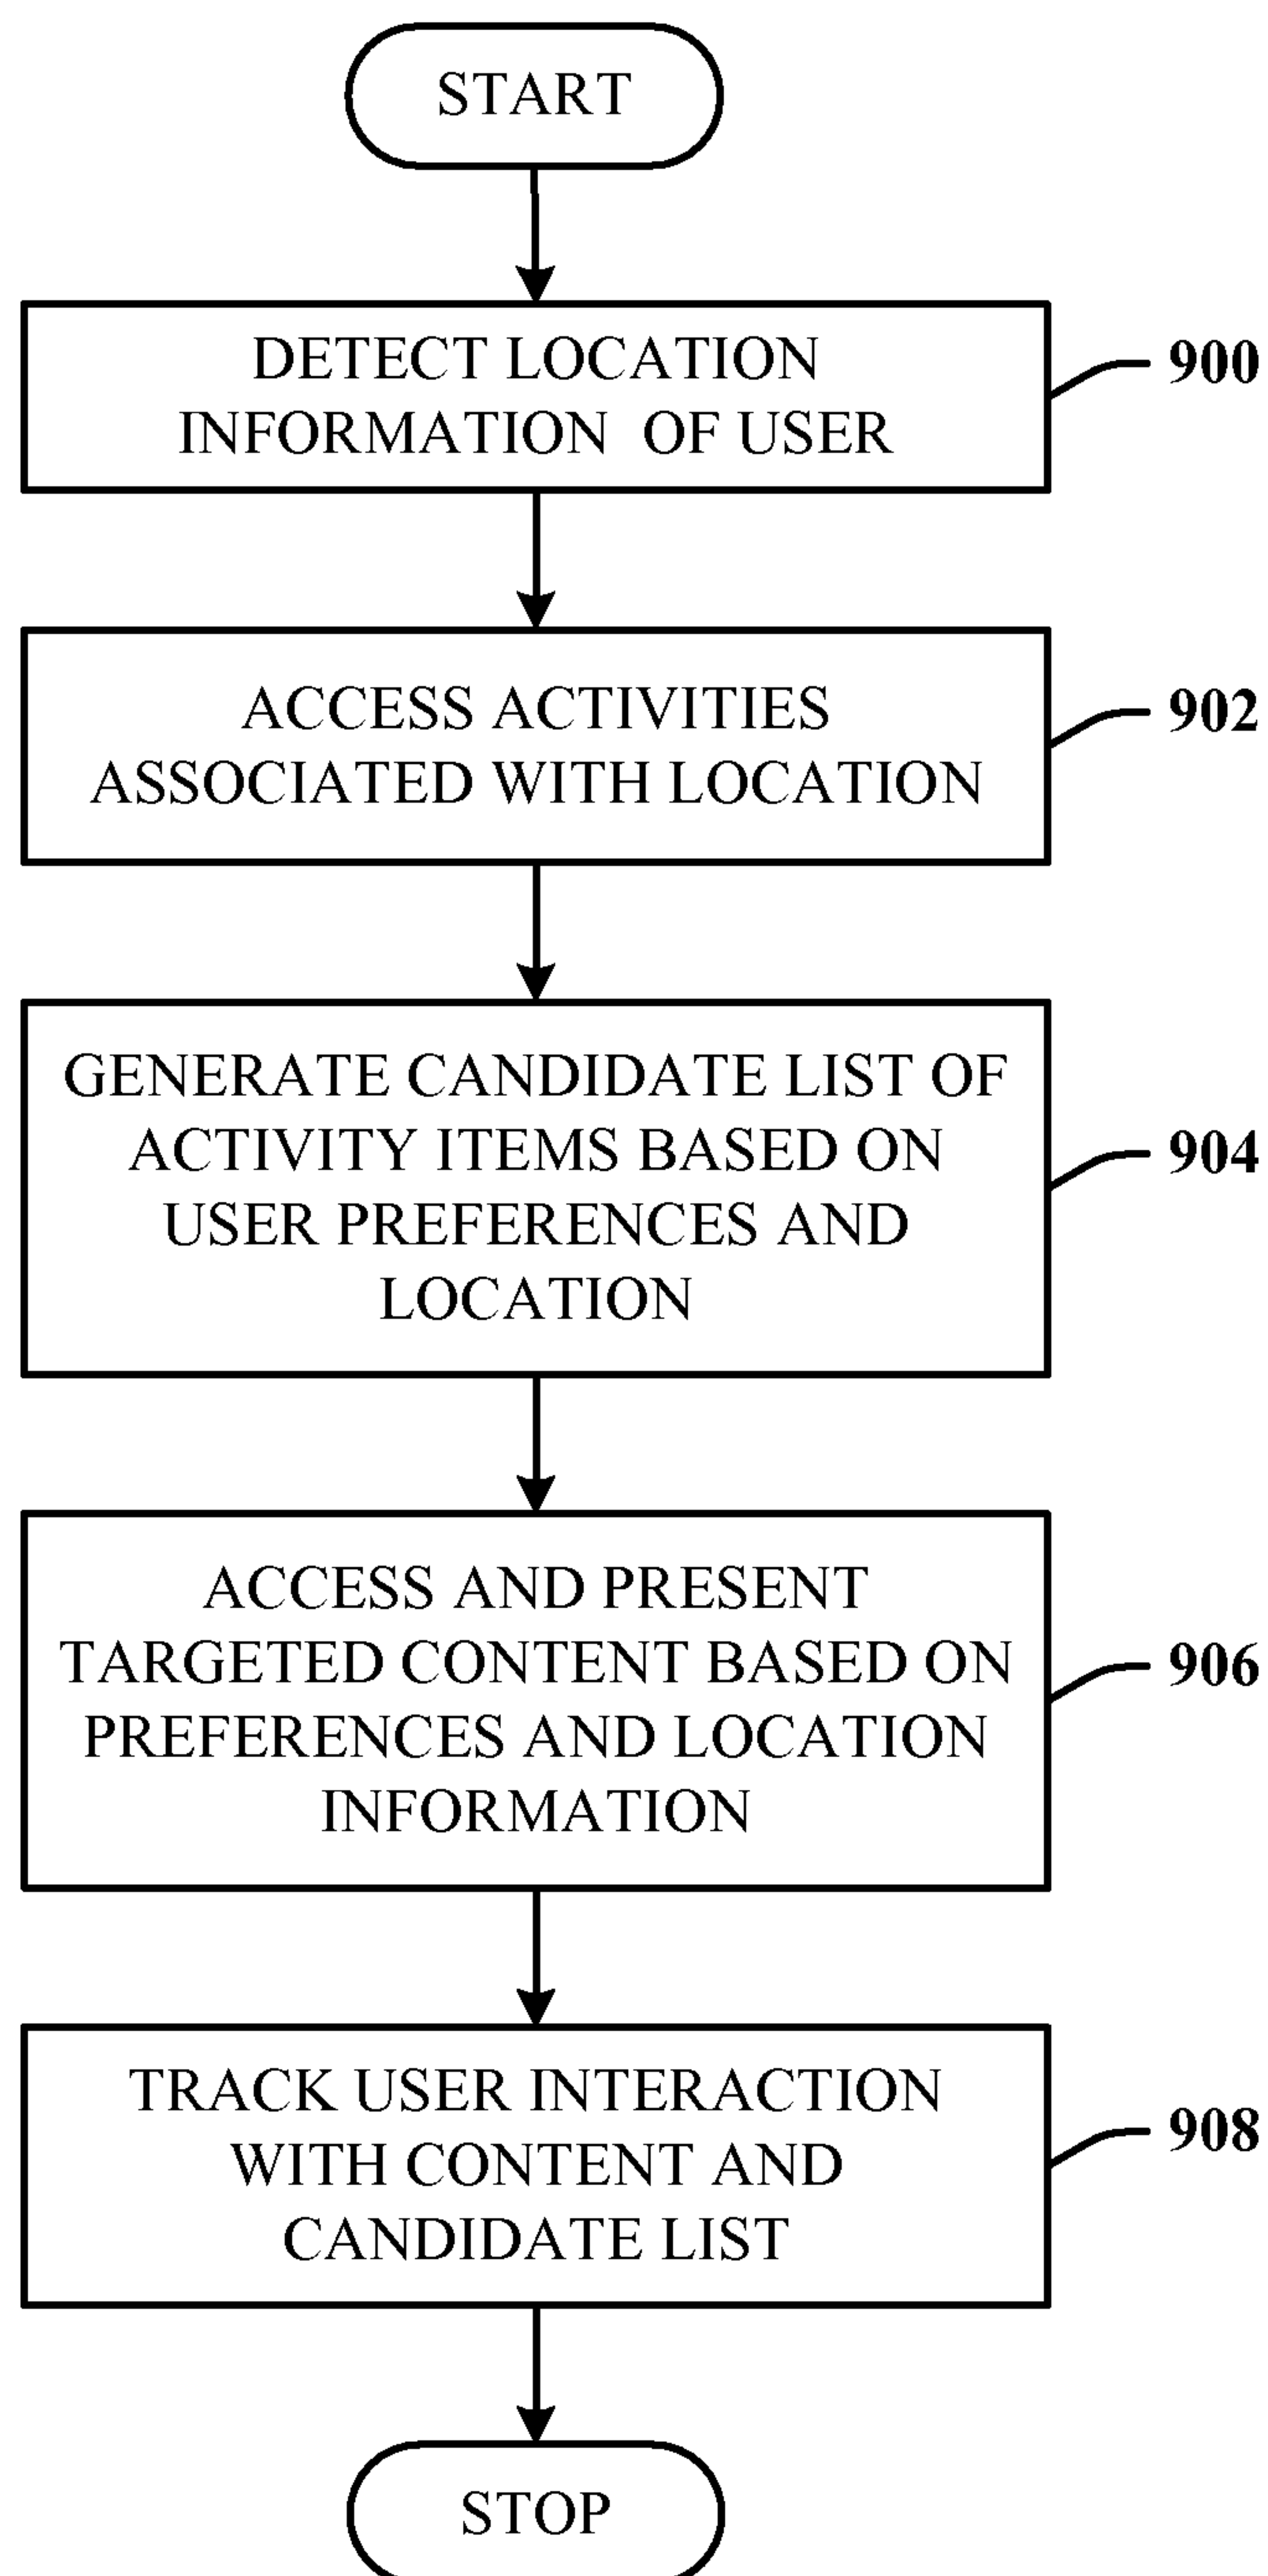 START
DETECT LOCATION
INFORMATION OF USER
900
ACCESS ACTIVITIES
ASSOCIATED WITH LOCATION
902
GENERATE CANDIDATE LIST OF
ACTIVITY ITEMS BASED ON
USER PREFERENCES AND
LOCATION
904
ACCESS AND PRESENT
TARGETED CONTENT BASED ON
PREFERENCES AND LOCATION
INFORMATION
906
TRACK USER INTERACTION
WITH CONTENT AND
CANDIDATE LIST
908
STOP